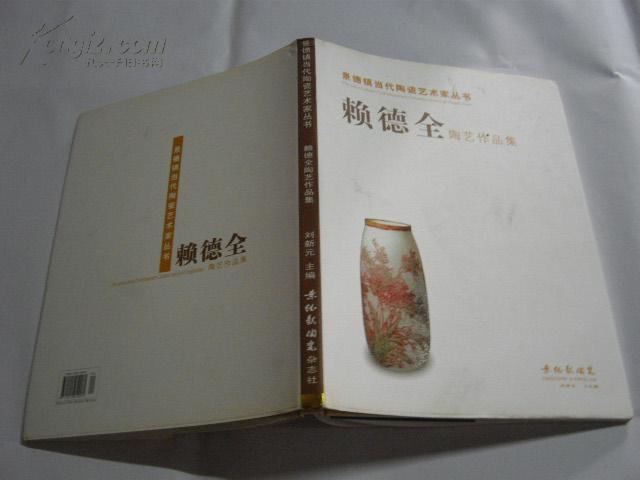 Kongfz.com
孔夫子旧书网
景德镇当代陶瓷艺术家丛书
赖德全
陶艺作品集
景德镇当代陶瓷艺术家丛书
赖德全陶艺作品集
刘新元 主编
景德镇陶瓷杂志社
景德镇当代陶瓷艺术家丛书
赖德全陶艺作品集
景德镇陶瓷